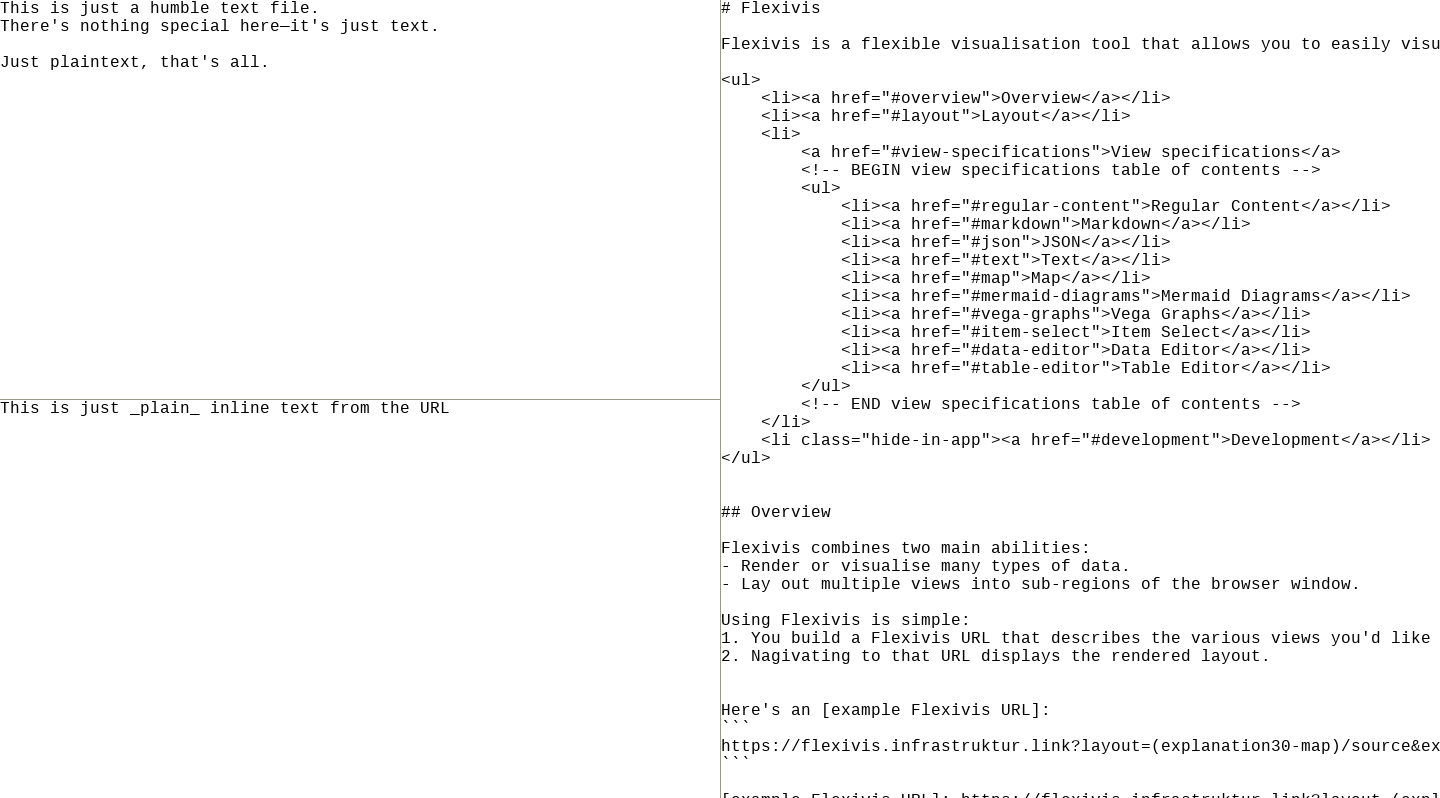 This is just a humble text file.
There's nothing special here—it's just text.

Just plaintext, that's all.

This is just _plain_ inline text from the URL

# Flexivis

Flexivis is a flexible visualisation tool that allows you to easily visu

<ul>
    <li><a href="#overview">Overview</a></li>
    <li><a href="#layout">Layout</a></li>
    <li>
        <a href="#view-specifications">View specifications</a>
        <!-- BEGIN view specifications table of contents -->
        <ul>
            <li><a href="#regular-content">Regular Content</a></li>
            <li><a href="#markdown">Markdown</a></li>
            <li><a href="#json">JSON</a></li>
            <li><a href="#text">Text</a></li>
            <li><a href="#map">Map</a></li>
            <li><a href="#mermaid-diagrams">Mermaid Diagrams</a></li>
            <li><a href="#vega-graphs">Vega Graphs</a></li>
            <li><a href="#item-select">Item Select</a></li>
            <li><a href="#data-editor">Data Editor</a></li>
            <li><a href="#table-editor">Table Editor</a></li>
        </ul>
        <!-- END view specifications table of contents -->
    </li>
    <li class="hide-in-app"><a href="#development">Development</a></li>
</ul>


## Overview

Flexivis combines two main abilities:
- Render or visualise many types of data.
- Lay out multiple views into sub-regions of the browser window.

Using Flexivis is simple:
1. You build a Flexivis URL that describes the various views you'd like
2. Nagivating to that URL displays the rendered layout.


Here's an [example Flexivis URL]:
```
https://flexivis.infrastruktur.link?layout=(explanation30-map)/source&ex
```

[example Flexivis URL]: https://flexivis.infrastruktur.link?layout=(expl